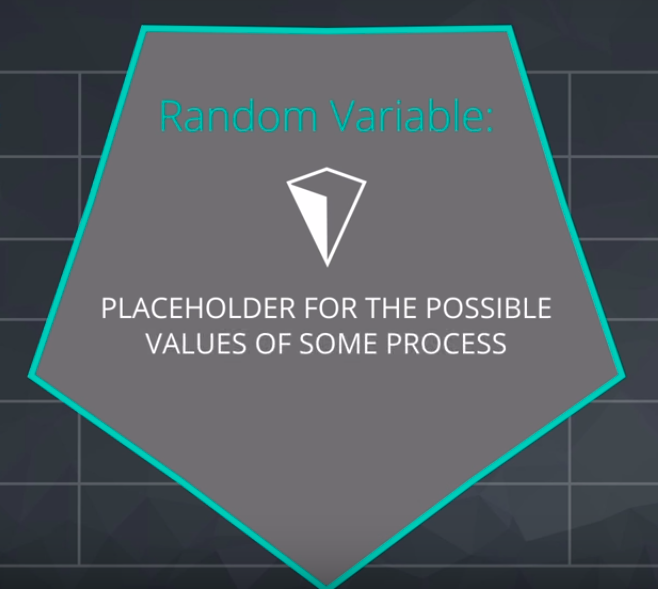 Random Variable:
PLACEHOLDER FOR THE POSSIBLE
VALUES OF SOME PROCESS